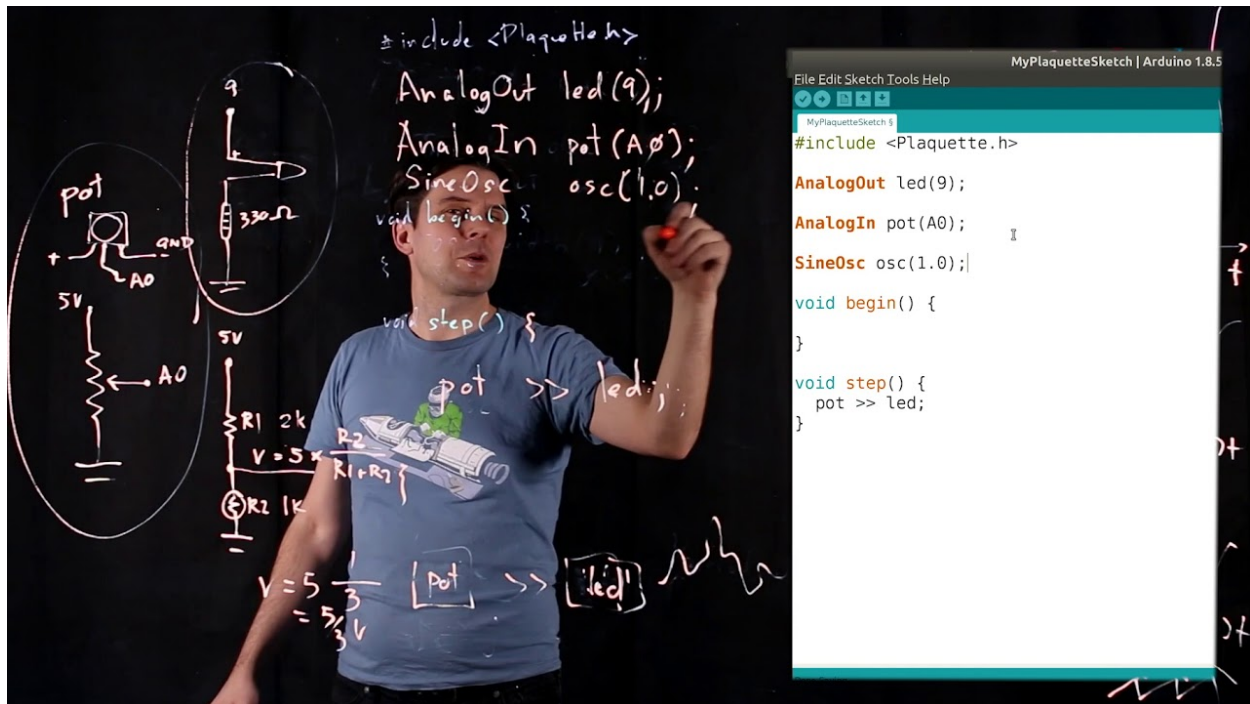 #include <Plaquette.h>
AnalogOut led(9);
AnalogIn pot(A0);
SineOsc osc(1.0);
void begin() {
void step() {
pot >> led;
9
330Ω
pot
+
GND
A0
5V
A0
5V
R1 2k
V = 5 × R2
R1+R2
R2 1k
V = 5 1
3
= 5/3 V
pot >> led
t
MyPlaquetteSketch | Arduino 1.8.5
File Edit Sketch Tools Help
MyPlaquetteSketch §
#include <Plaquette.h>
AnalogOut led(9);
AnalogIn pot(A0);
SineOsc osc(1.0);
void begin() {
}
void step() {
pot >> led;
}